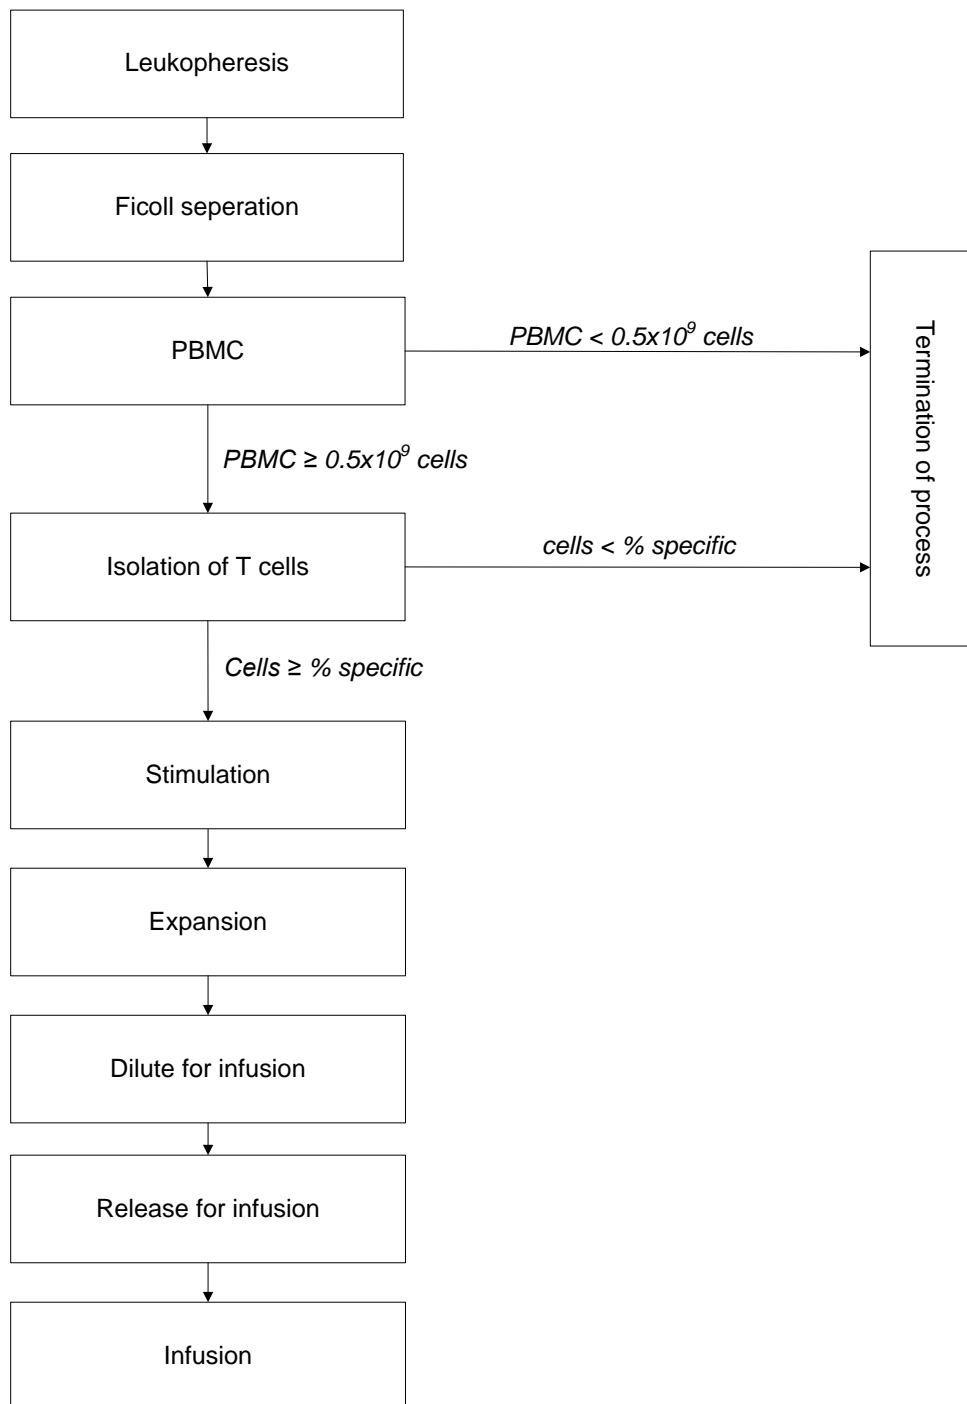 Leukopheresis
Ficoll seperation
PBMC
PBMC < 0.5x10⁹ cells
Termination of process
PBMC ≥ 0.5x10⁹ cells
Isolation of T cells
cells < % specific
Cells ≥ % specific
Stimulation
Expansion
Dilute for infusion
Release for infusion
Infusion